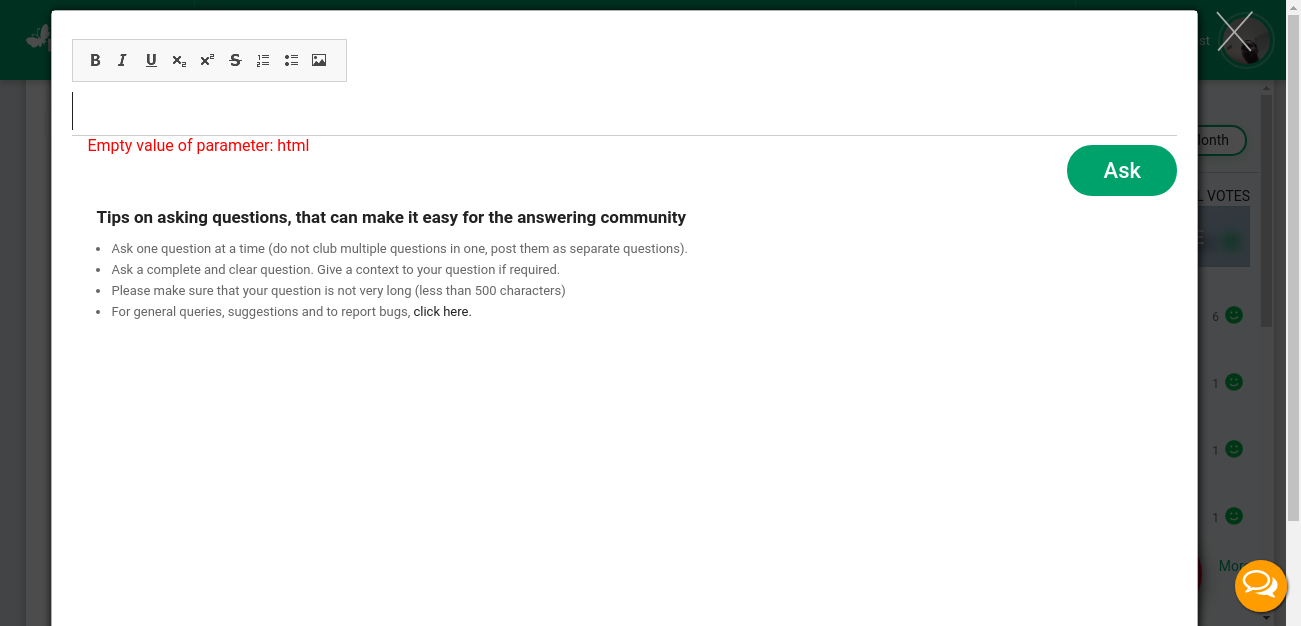 Empty value of parameter: html
Ask
Tips on asking questions, that can make it easy for the answering community
Ask one question at a time (do not club multiple questions in one, post them as separate questions).
Ask a complete and clear question. Give a context to your question if required.
Please make sure that your question is not very long (less than 500 characters)
For general queries, suggestions and to report bugs, click here.
VOTES
6
1
1
1